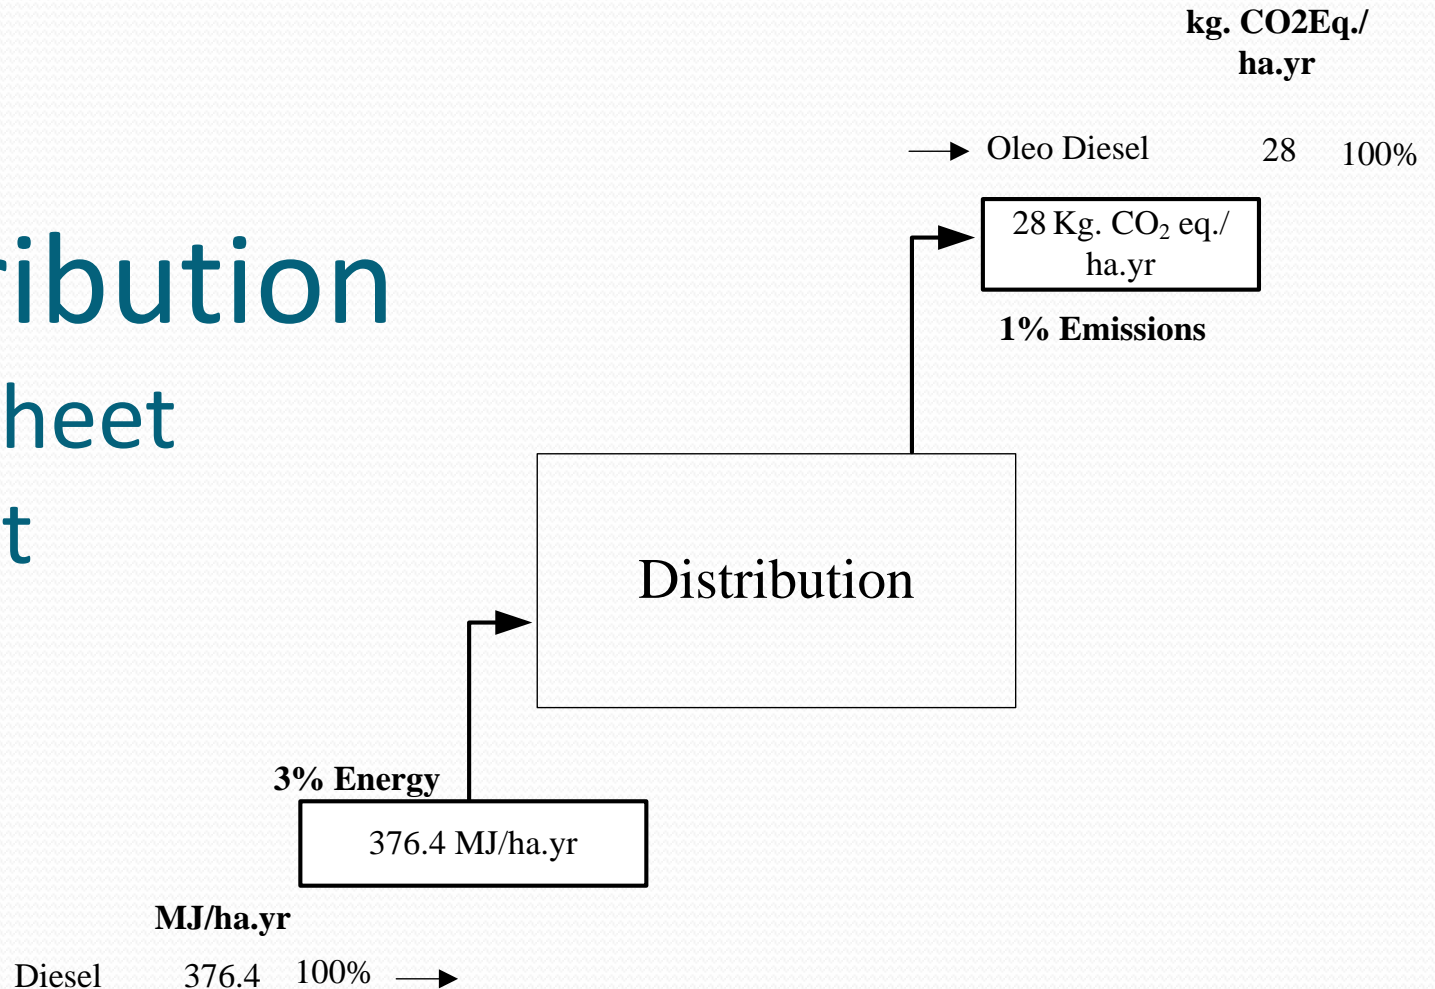 kg. CO2Eq./
ha.yr
Oleo Diesel 28 100%
28 Kg. CO₂ eq./
ha.yr
1% Emissions
ribution
heet
t
Distribution
3% Energy
376.4 MJ/ha.yr
MJ/ha.yr
Diesel 376.4 100%